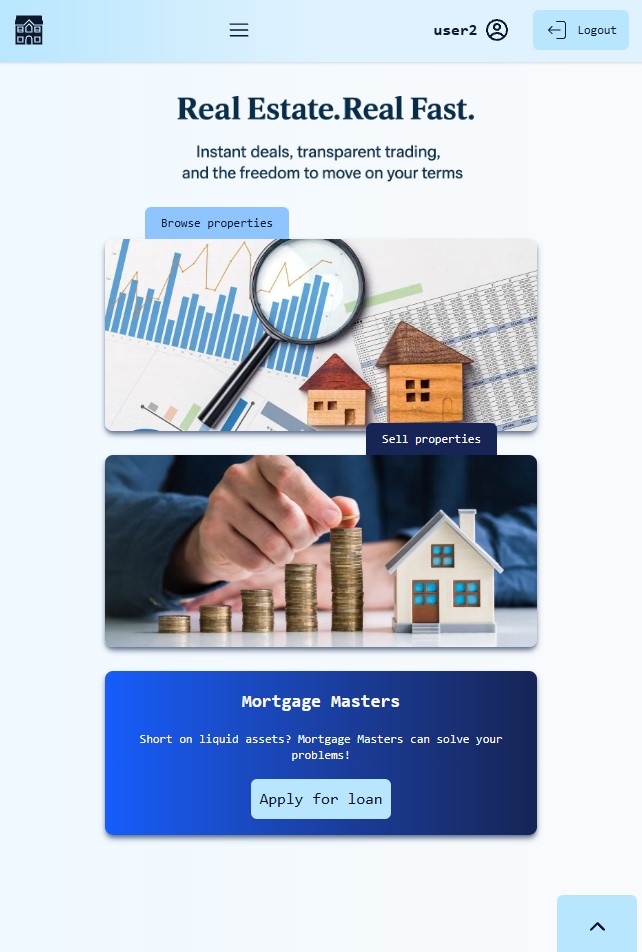 user2
Logout
Real Estate.Real Fast.
Instant deals, transparent trading,
and the freedom to move on your terms
Browse properties
Sell properties
Mortgage Masters
Short on liquid assets? Mortgage Masters can solve your
problems!
Apply for loan